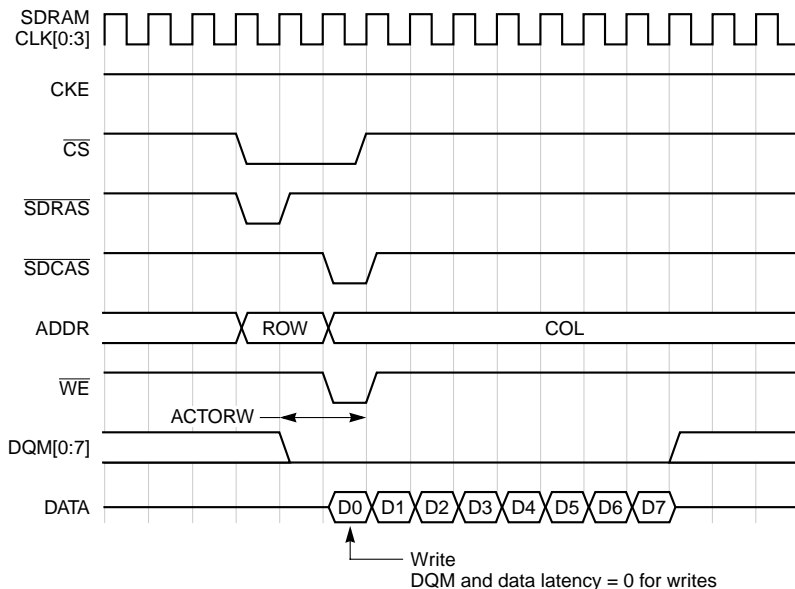 SDRAM
CLK[0:3]
CKE
CS
SDRAS
SDCAS
ADDR ROW COL
WE
ACTORW
DQM[0:7]
DATA D0 D1 D2 D3 D4 D5 D6 D7
Write
DQM and data latency = 0 for writes